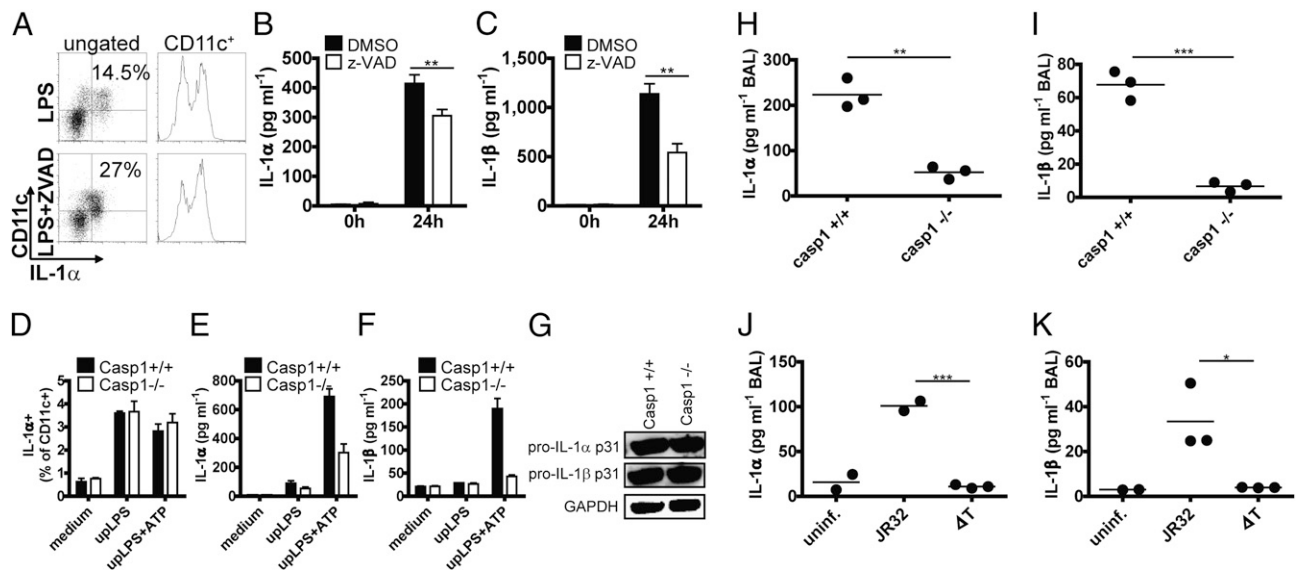 A
ungated
CD11c+
LPS
14.5%
LPS+ZVAD
27%
CD11c
IL-1α
B
DMSO
z-VAD
**
IL-1α (pg ml-1)
500
400
300
200
100
0
0h
24h
C
DMSO
z-VAD
**
IL-1β (pg ml-1)
1,500
1,000
500
0
0h
24h
H
**
IL-1α (pg ml-1 BAL)
300
200
100
0
casp1 +/+
casp1 -/-
I
***
IL-1β (pg ml-1 BAL)
80
60
40
20
0
casp1 +/+
casp1 -/-
D
Casp1+/+
Casp1-/-
IL-1α+
(% of CD11c+)
5
4
3
2
1
0
medium
upLPS
upLPS+ATP
E
Casp1+/+
Casp1-/-
IL-1α (pg ml-1)
800
600
400
200
0
medium
upLPS
upLPS+ATP
F
Casp1+/+
Casp1-/-
IL-1β (pg ml-1)
250
200
150
100
50
0
medium
upLPS
upLPS+ATP
G
Casp1 +/+
Casp1 -/-
pro-IL-1α p31
pro-IL-1β p31
GAPDH
J
***
IL-1α (pg ml-1 BAL)
150
100
50
0
uninf.
JR32
ΔT
K
*
IL-1β (pg ml-1 BAL)
60
40
20
0
uninf.
JR32
ΔT